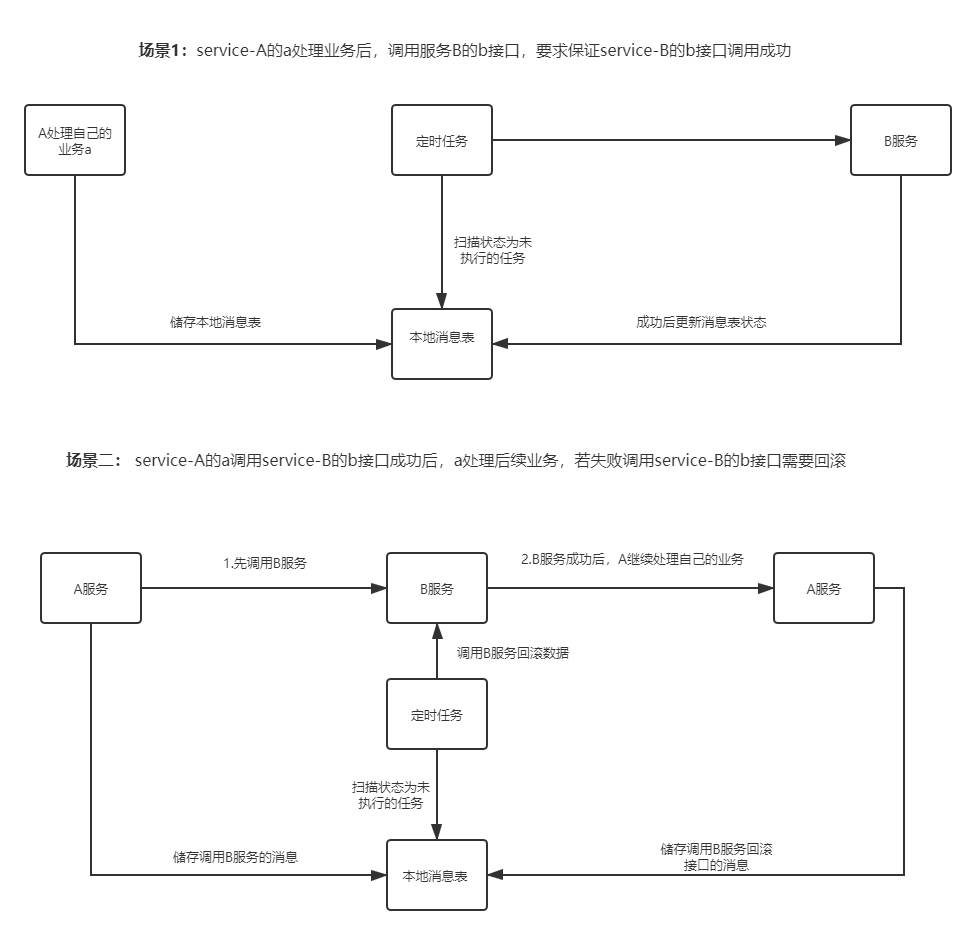 场景1：service-A的a处理业务后，调用服务B的b接口，要求保证service-B的b接口调用成功
A处理自己的
业务a
定时任务
B服务
扫描状态为未
执行的任务
储存本地消息表
本地消息表
成功后更新消息表状态
场景二： service-A的a调用service-B的b接口成功后，a处理后续业务，若失败调用service-B的b接口需要回滚
A服务
1.先调用B服务
B服务
2.B服务成功后，A继续处理自己的业务
A服务
调用B服务回滚数据
定时任务
扫描状态为未
执行的任务
储存调用B服务的消息
本地消息表
储存调用B服务回滚
接口的消息